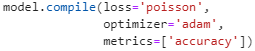 model.compile(loss='poisson',
              optimizer='adam',
              metrics=['accuracy'])